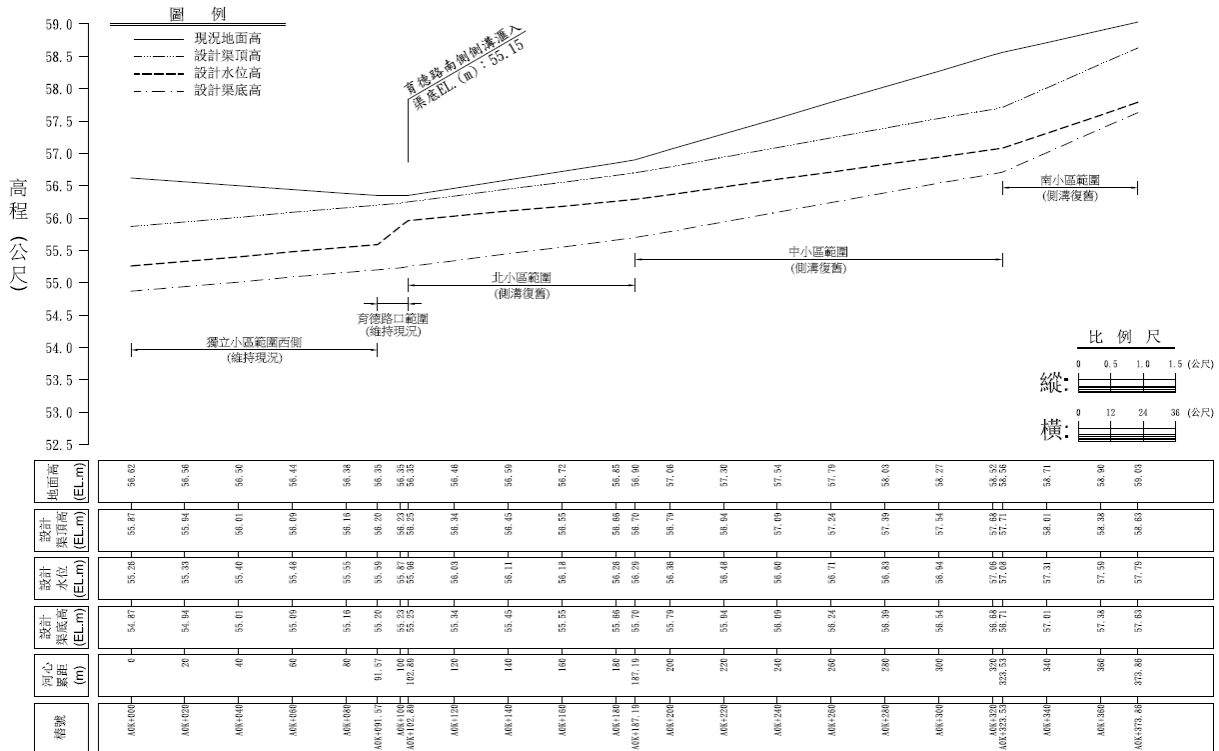 圖 例
現況地面高
設計渠頂高
設計水位高
設計渠底高
育德路南側側溝滙入
渠底EL.(m)：55.15
高程(公尺)
59.0
58.5
58.0
57.5
57.0
56.5
56.0
55.5
55.0
54.5
54.0
53.5
53.0
52.5
南小區範圍
(側溝復舊)
中小區範圍
(側溝復舊)
北小區範圍
(側溝復舊)
育德路口範圍
(維持現況)
獨立小區範圍西側
(維持現況)
比 例 尺
縱:
0 0.5 1.0 1.5 (公尺)
橫:
0 12 24 36 (公尺)
地面高
(EL.m)
56.62 56.56 56.50 56.44 56.38 56.35 56.35 56.35 56.46 56.59 56.72 56.85 56.90 57.06 57.30 57.54 57.79 58.03 58.27 58.52 58.56 58.71 58.90 59.03
設計
渠頂高
(EL.m)
55.87 55.94 56.01 56.09 56.16 56.20 56.23 56.25 56.34 56.45 56.55 56.66 56.70 56.79 56.94 57.09 57.24 57.39 57.54 57.68 57.71 58.01 58.38 58.63
設計
水位
(EL.m)
55.26 55.33 55.40 55.48 55.55 55.59 55.87 55.96 56.03 56.11 56.18 56.26 56.29 56.36 56.48 56.60 56.71 56.83 56.94 57.06 57.08 57.31 57.59 57.79
設計
渠底高
(EL.m)
54.87 54.94 55.01 55.09 55.16 55.20 55.23 55.25 55.34 55.45 55.55 55.66 55.70 55.79 55.94 56.09 56.24 56.39 56.54 56.68 56.71 57.01 57.38 57.63
河心
累距
(m)
0 20 40 60 80 91.57 100 102.89 120 140 160 180 187.19 200 220 240 260 280 300 320 323.53 340 360 373.86
樁號
A0K+000 A0K+020 A0K+040 A0K+060 A0K+080 A0K+091.57 A0K+100 A0K+102.89 A0K+120 A0K+140 A0K+160 A0K+180 A0K+187.19 A0K+200 A0K+220 A0K+240 A0K+260 A0K+280 A0K+300 A0K+320 A0K+323.53 A0K+340 A0K+360 A0K+373.86